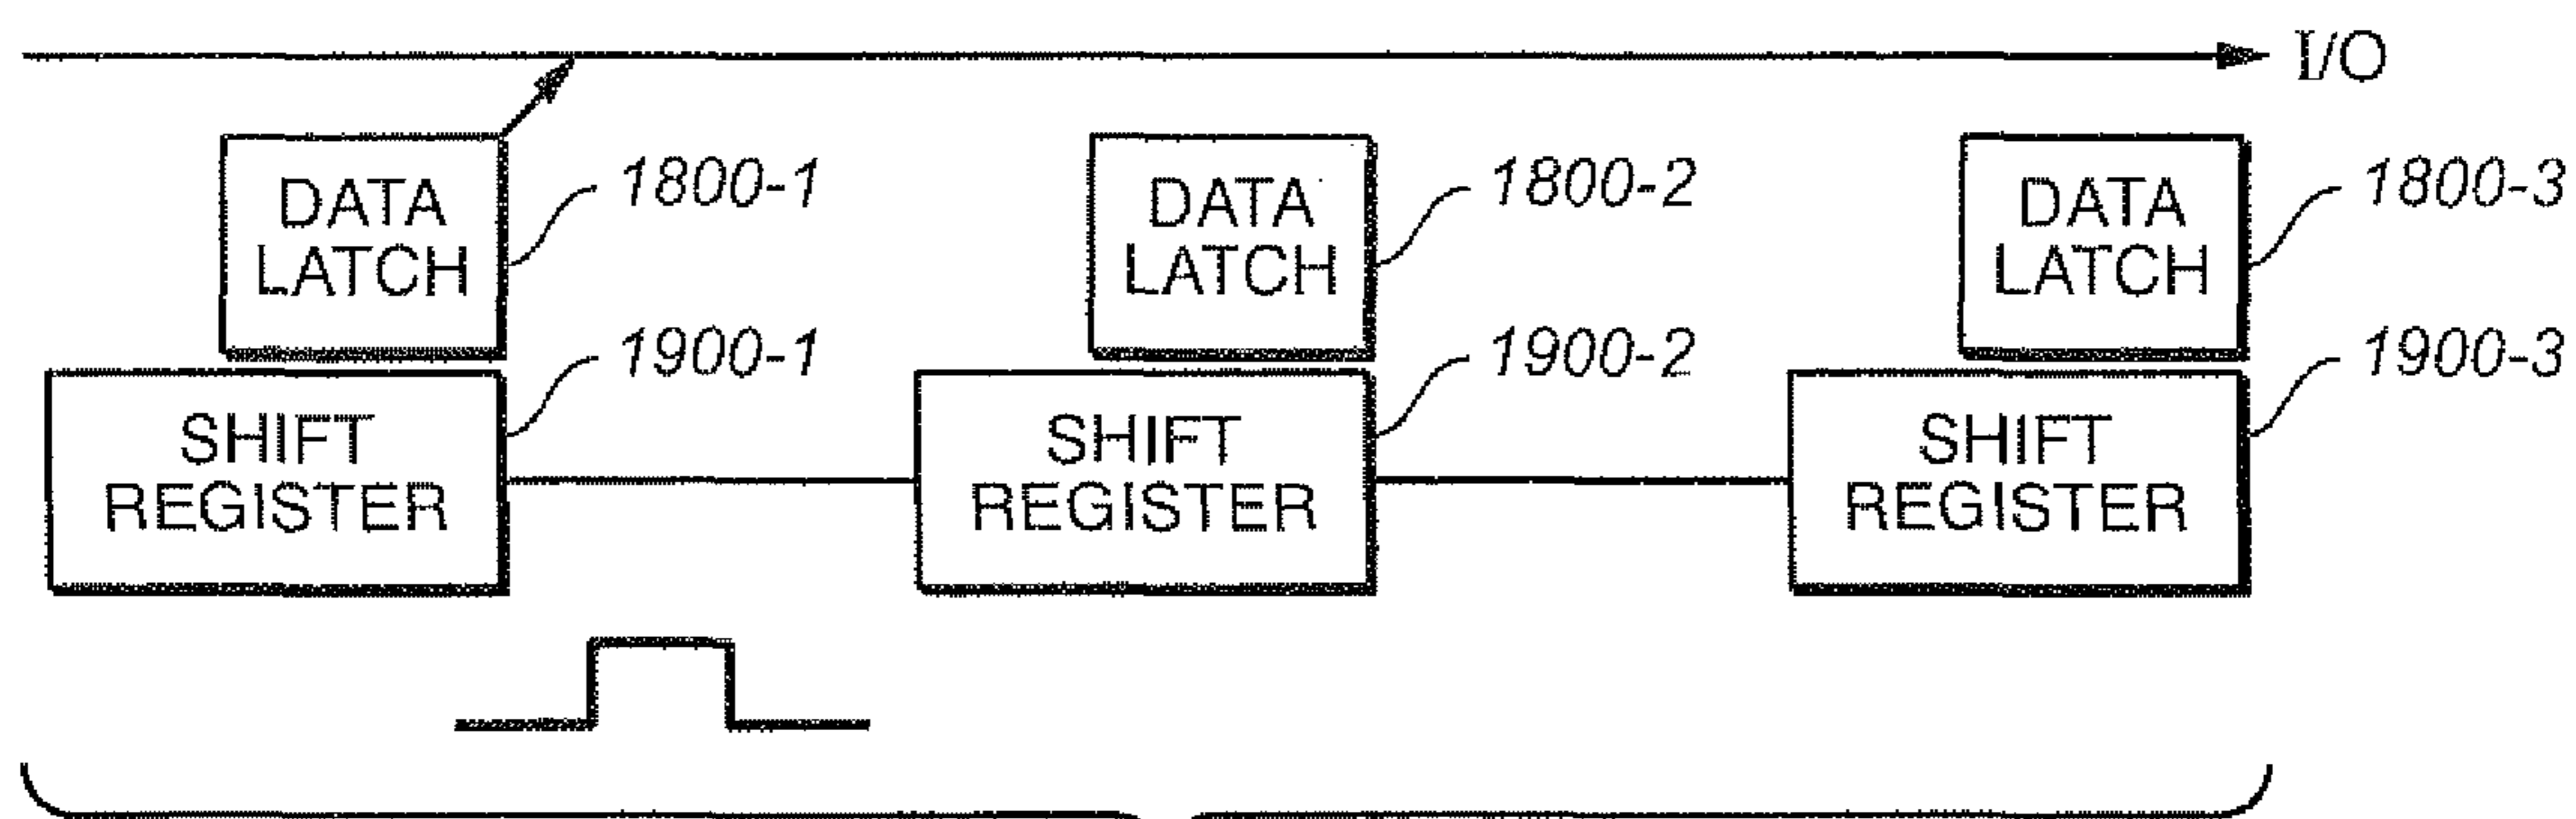 I/O
DATA
LATCH
1800-1
DATA
LATCH
1800-2
DATA
LATCH
1800-3
SHIFT
REGISTER
1900-1
SHIFT
REGISTER
1900-2
SHIFT
REGISTER
1900-3